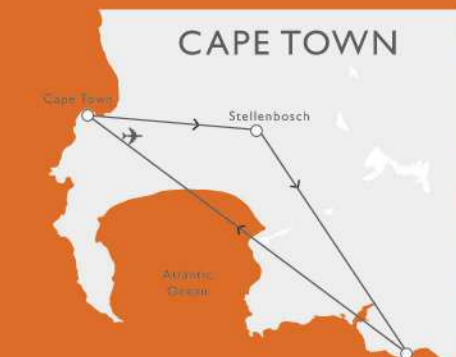 CAPE TOWN
Cape Town
Stellenbosch
Atlantic
Ocean